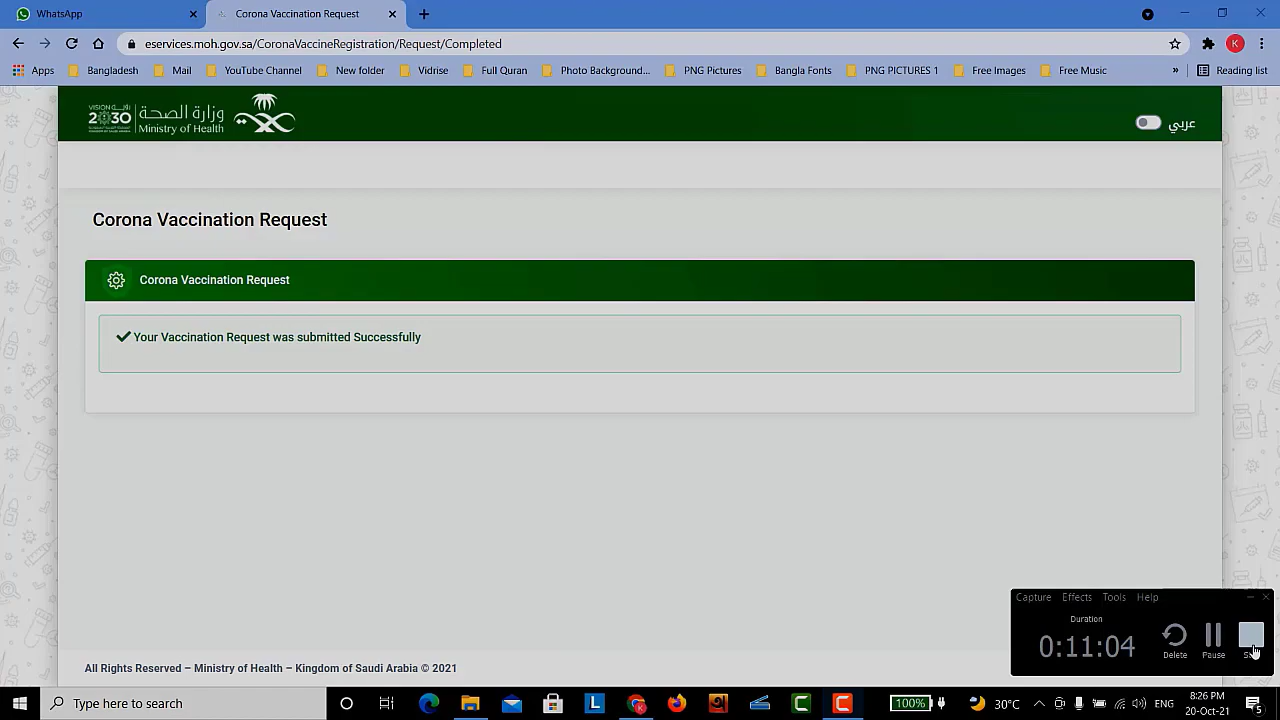 WhatsApp
Corona Vaccination Request
eservices.moh.gov.sa/CoronaVaccineRegistration/Request/Completed
Apps
Bangladesh
Mail
YouTube Channel
New folder
Vidrise
Full Quran
Photo Background...
PNG Pictures
Bangla Fonts
PNG PICTURES 1
Free Images
Free Music
»
Reading list
VISION رؤية
2030
وزارة الصحة
Ministry of Health
عربي
Corona Vaccination Request
Corona Vaccination Request
Your Vaccination Request was submitted Successfully
Capture Effects Tools Help
Duration
0:11:04
Delete
Pause
All Rights Reserved – Ministry of Health – Kingdom of Saudi Arabia © 2021
Type here to search
100%
30°C
ENG
8:26 PM
20-Oct-21
5